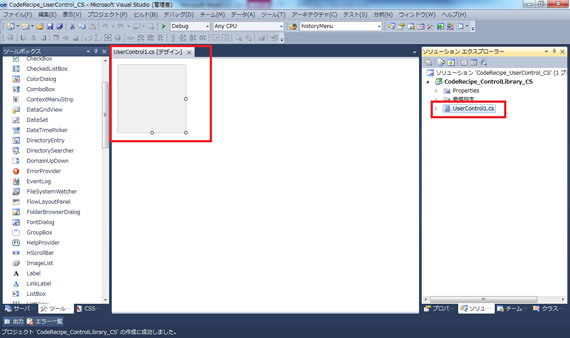 CodeRecipe_UserControl_CS - Microsoft Visual Studio (管理者)
ファイル(F) 編集(E) 表示(V) プロジェクト(P) ビルド(B) デバッグ(D) チーム(M) データ(A) ツール(T) アーキテクチャ(C) テスト(S) 分析(N) ウィンドウ(W) ヘルプ(H)
Debug Any CPU historyMenu
ツールボックス
CheckBox
CheckedListBox
ColorDialog
ComboBox
ContextMenuStrip
DataGridView
DataSet
DateTimePicker
DirectoryEntry
DirectorySearcher
DomainUpDown
ErrorProvider
EventLog
FileSystemWatcher
FlowLayoutPanel
FolderBrowserDialog
FontDialog
GroupBox
HelpProvider
HScrollBar
ImageList
Label
LinkLabel
ListBox
サーバ… ツール… CSS…
UserControl1.cs [デザイン]
ソリューション エクスプローラー
ソリューション 'CodeRecipe_UserControl_CS' (1 プ
CodeRecipe_ControlLibrary_CS
Properties
参照設定
UserControl1.cs
プロパ… ソリュ… チーム… クラス…
出力 エラー一覧
プロジェクト 'CodeRecipe_ControlLibrary_CS' の作成に成功しました。